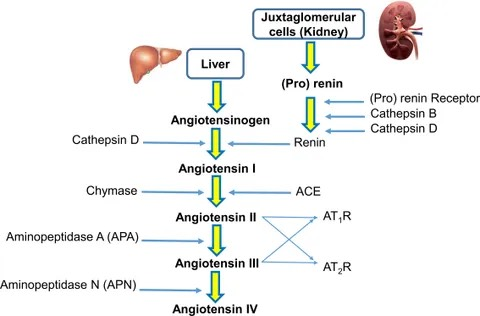 Juxtaglomerular
cells (Kidney)
Liver
(Pro) renin
(Pro) renin Receptor
Angiotensinogen
Cathepsin B
Cathepsin D
Cathepsin D
Renin
Angiotensin I
Chymase
ACE
Angiotensin II
AT₁R
Aminopeptidase A (APA)
Angiotensin III
AT₂R
Aminopeptidase N (APN)
Angiotensin IV